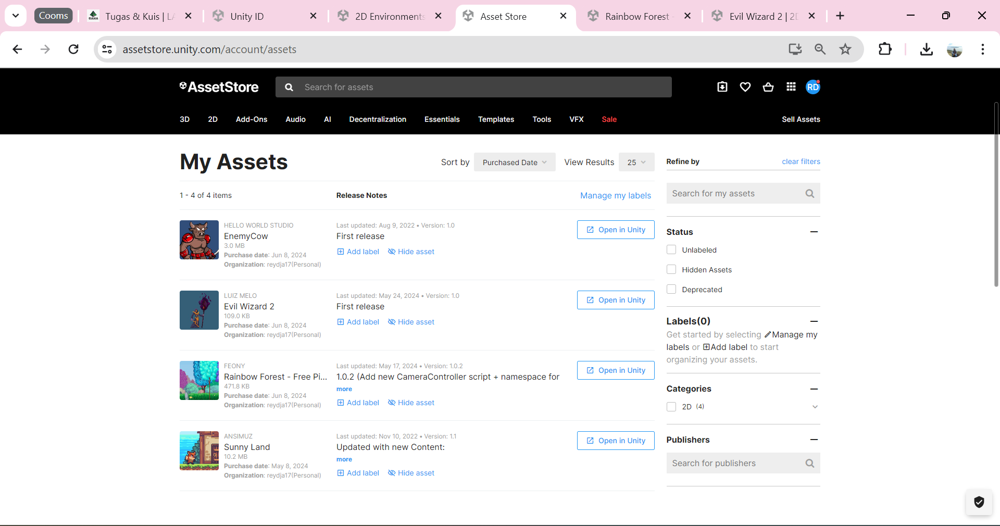 Cooms
Tugas & Kuis | LA
Unity ID
2D Environments
Asset Store
Rainbow Forest -
Evil Wizard 2 | 2D
assetstore.unity.com/account/assets
AssetStore
Search for assets
RD
3D 2D Add-Ons Audio AI Decentralization Essentials Templates Tools VFX Sale Sell Assets
My Assets
Sort by Purchased Date View Results 25
1 - 4 of 4 items Release Notes Manage my labels
HELLO WORLD STUDIO
EnemyCow
3.0 MB
Purchase date: Jun 8, 2024
Organization: reydja17(Personal)
Last updated: Aug 9, 2022 • Version: 1.0
First release
Add label Hide asset
Open in Unity
LUIZ MELO
Evil Wizard 2
109.0 KB
Purchase date: Jun 8, 2024
Organization: reydja17(Personal)
Last updated: May 24, 2024 • Version: 1.0
First release
Add label Hide asset
Open in Unity
FEONY
Rainbow Forest - Free Pi...
471.8 KB
Purchase date: Jun 8, 2024
Organization: reydja17(Personal)
Last updated: May 17, 2024 • Version: 1.0.2
1.0.2 (Add new CameraController script + namespace for
more
Add label Hide asset
Open in Unity
ANSIMUZ
Sunny Land
10.2 MB
Purchase date: May 8, 2024
Organization: reydja17(Personal)
Last updated: Nov 10, 2022 • Version: 1.1
Updated with new Content:
more
Add label Hide asset
Open in Unity
Refine by clear filters
Search for my assets
Status
Unlabeled
Hidden Assets
Deprecated
Labels(0)
Get started by selecting Manage my
labels or Add label to start
organizing your assets.
Categories
2D (4)
Publishers
Search for publishers